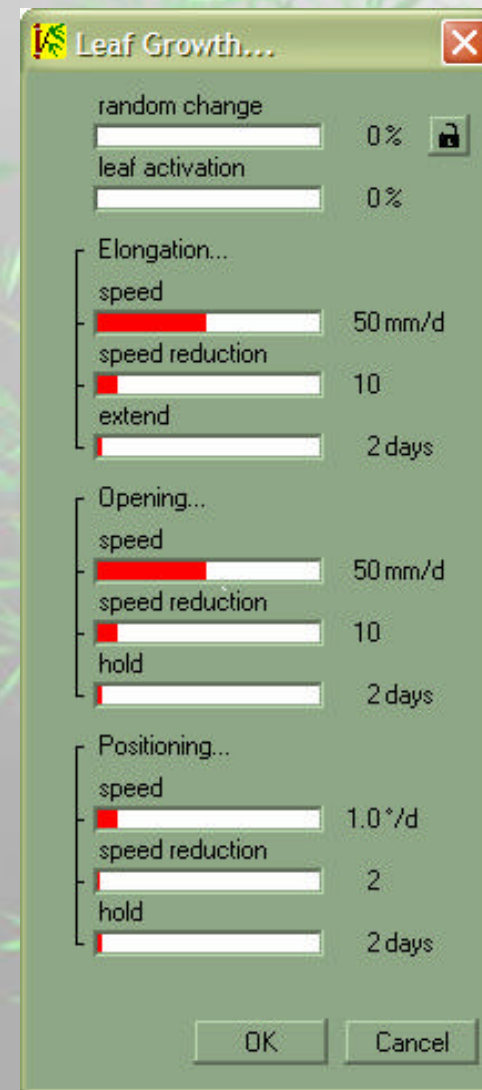 Leaf Growth...
random change
0%
leaf activation
0%
Elongation...
speed
50 mm/d
speed reduction
10
extend
2 days
Opening...
speed
50 mm/d
speed reduction
10
hold
2 days
Positioning...
speed
1.0 °/d
speed reduction
2
hold
2 days
OK Cancel